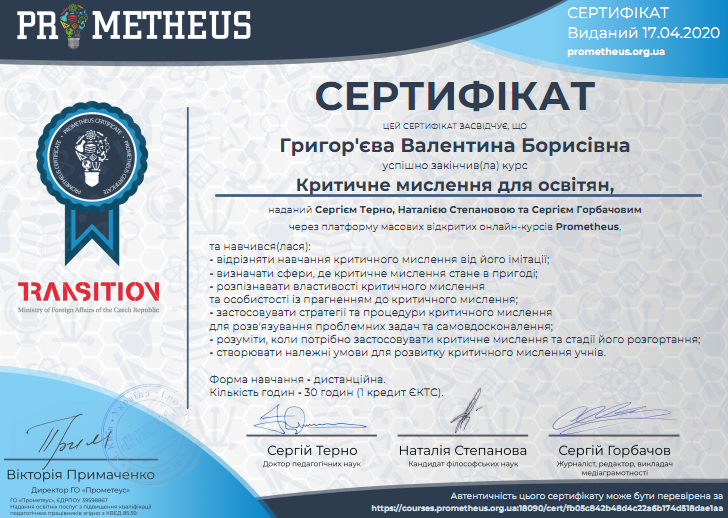 PROMETHEUS
СЕРТИФІКАТ
Виданий 17.04.2020
prometheus.org.ua
СЕРТИФІКАТ
ЦЕЙ СЕРТИФІКАТ ЗАСВІДЧУЄ, ЩО
Григор'єва Валентина Борисівна
успішно закінчив(ла) курс
Критичне мислення для освітян,
наданий Сергієм Терно, Наталією Степановою та Сергієм Горбачовим
через платформу масових відкритих онлайн-курсів Prometheus,
PROMETHEUS CERTIFICATE
PROMETHEUS CERTIFICATE
PROMETHEUS CERTIFICATE
TRANSITION
Ministry of Foreign Affairs of the Czech Republic
та навчився(лася):
- відрізняти навчання критичного мислення від його імітації;
- визначати сфери, де критичне мислення стане в пригоді;
- розпізнавати властивості критичного мислення
та особистості із прагненням до критичного мислення;
- застосовувати стратегії та процедури критичного мислення
для розв'язування проблемних задач та самовдосконалення;
- розуміти, коли потрібно застосовувати критичне мислення та стадії його розгортання;
- створювати належні умови для розвитку критичного мислення учнів.
Форма навчання - дистанційна.
Кількість годин - 30 годин (1 кредит ЄКТС).
Вікторія Примаченко
Директор ГО «Прометеус»
ГО «Прометеус», ЄДРПОУ 39598867
Надання освітніх послуг з підвищення кваліфікації
педагогічних працівників згідно з КВЕД 85.59.
Сергій Терно
Доктор педагогічних наук
Наталія Степанова
Кандидат філософських наук
Сергій Горбачов
Журналіст, редактор, викладач
медіаграмотності
Автентичність цього сертифікату може бути перевірена за
https://courses.prometheus.org.ua:18090/cert/fb05c842b48d4c22a6b174d518dae1aa